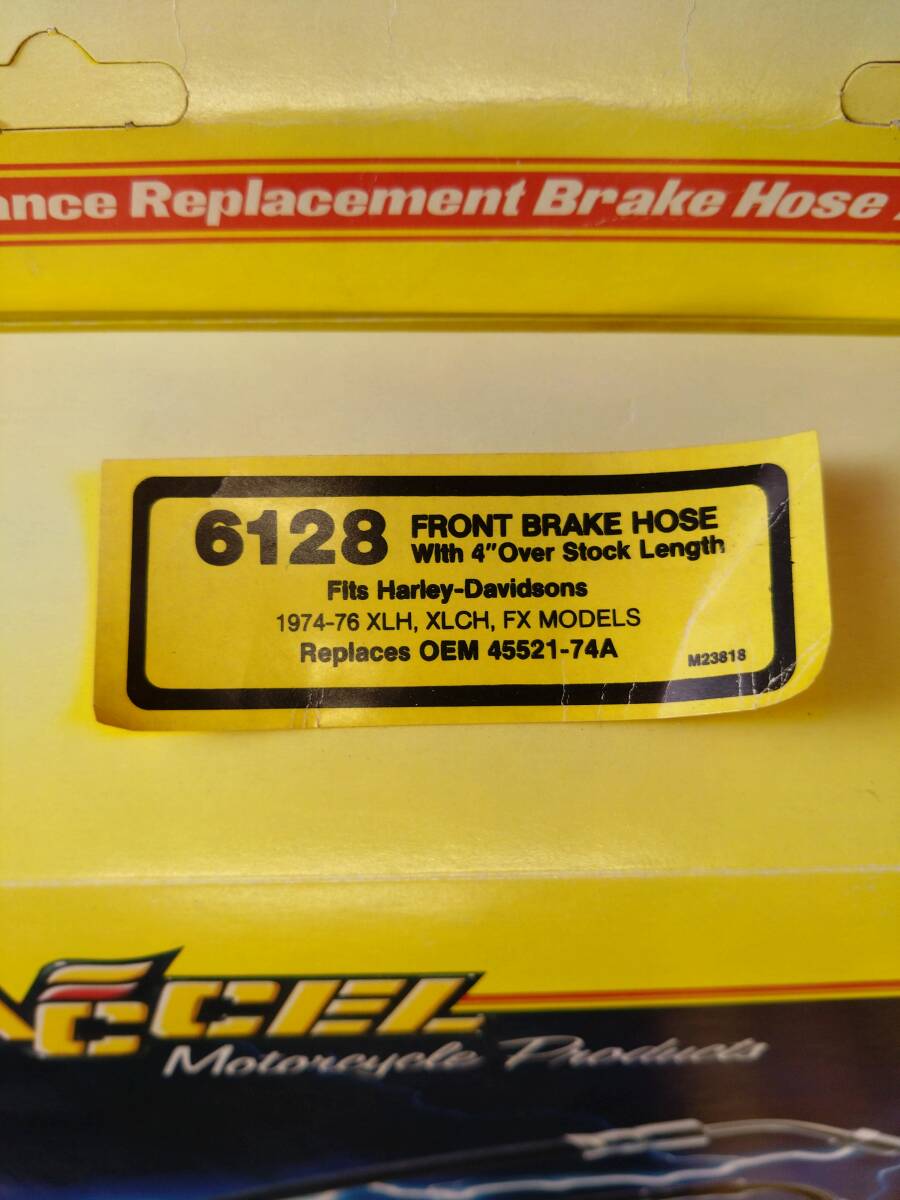 Replacement Brake Hose
6128 FRONT BRAKE HOSE
With 4" Over Stock Length
Fits Harley-Davidsons
1974-76 XLH, XLCH, FX MODELS
Replaces OEM 45521-74A
M23818
ACCEL
Motorcycle Products